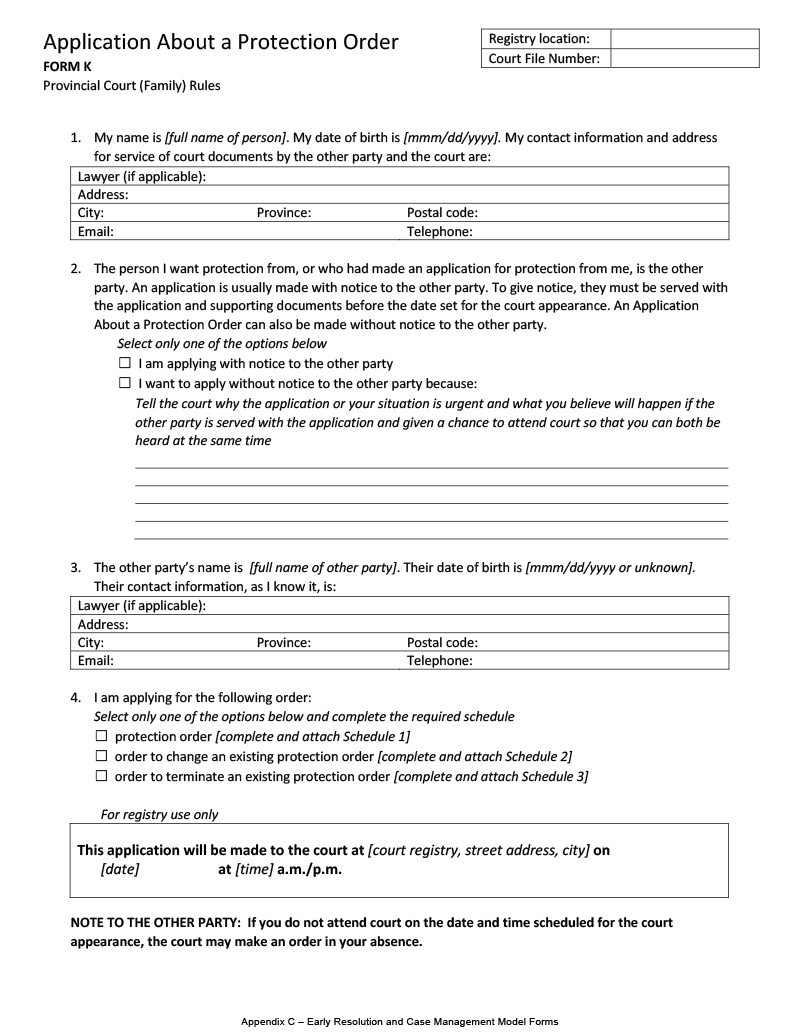 Application About a Protection Order
FORM K
Provincial Court (Family) Rules
Registry location:
Court File Number:
1. My name is [full name of person]. My date of birth is [mmm/dd/yyyy]. My contact information and address
for service of court documents by the other party and the court are:
Lawyer (if applicable):
Address:
City: Province: Postal code:
Email: Telephone:
2. The person I want protection from, or who had made an application for protection from me, is the other
party. An application is usually made with notice to the other party. To give notice, they must be served with
the application and supporting documents before the date set for the court appearance. An Application
About a Protection Order can also be made without notice to the other party.
Select only one of the options below
☐ I am applying with notice to the other party
☐ I want to apply without notice to the other party because:
Tell the court why the application or your situation is urgent and what you believe will happen if the
other party is served with the application and given a chance to attend court so that you can both be
heard at the same time
3. The other party’s name is [full name of other party]. Their date of birth is [mmm/dd/yyyy or unknown].
Their contact information, as I know it, is:
Lawyer (if applicable):
Address:
City: Province: Postal code:
Email: Telephone:
4. I am applying for the following order:
Select only one of the options below and complete the required schedule
☐ protection order [complete and attach Schedule 1]
☐ order to change an existing protection order [complete and attach Schedule 2]
☐ order to terminate an existing protection order [complete and attach Schedule 3]
For registry use only
This application will be made to the court at [court registry, street address, city] on
[date] at [time] a.m./p.m.
NOTE TO THE OTHER PARTY: If you do not attend court on the date and time scheduled for the court
appearance, the court may make an order in your absence.
Appendix C – Early Resolution and Case Management Model Forms